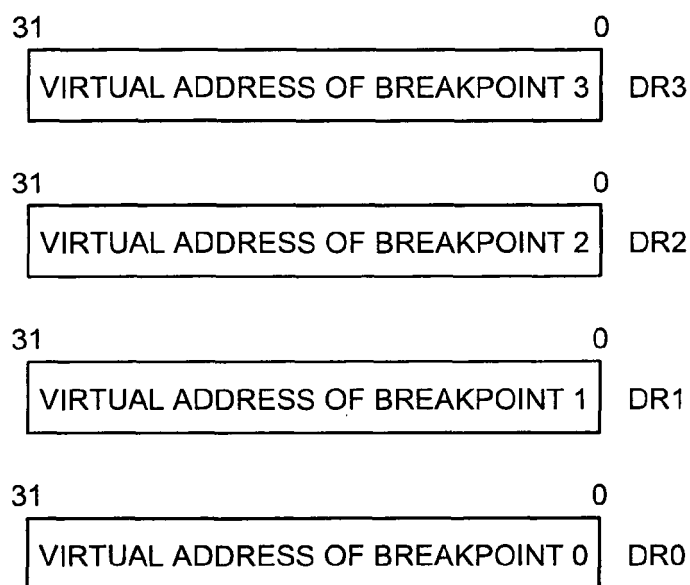 31 0
VIRTUAL ADDRESS OF BREAKPOINT 3 DR3
31 0
VIRTUAL ADDRESS OF BREAKPOINT 2 DR2
31 0
VIRTUAL ADDRESS OF BREAKPOINT 1 DR1
31 0
VIRTUAL ADDRESS OF BREAKPOINT 0 DR0